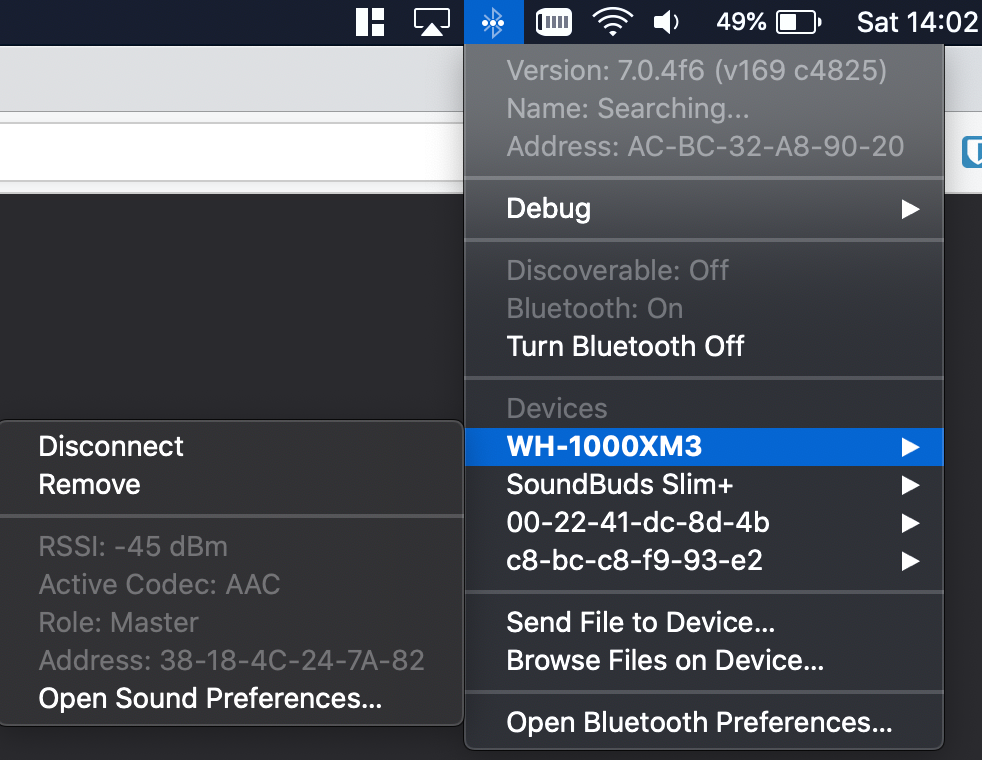 49%
Sat 14:02
Version: 7.0.4f6 (v169 c4825)
Name: Searching...
Address: AC-BC-32-A8-90-20
Debug
Discoverable: Off
Bluetooth: On
Turn Bluetooth Off
Devices
WH-1000XM3
SoundBuds Slim+
00-22-41-dc-8d-4b
c8-bc-c8-f9-93-e2
Send File to Device...
Browse Files on Device...
Open Bluetooth Preferences...
Disconnect
Remove
RSSI: -45 dBm
Active Codec: AAC
Role: Master
Address: 38-18-4C-24-7A-82
Open Sound Preferences...